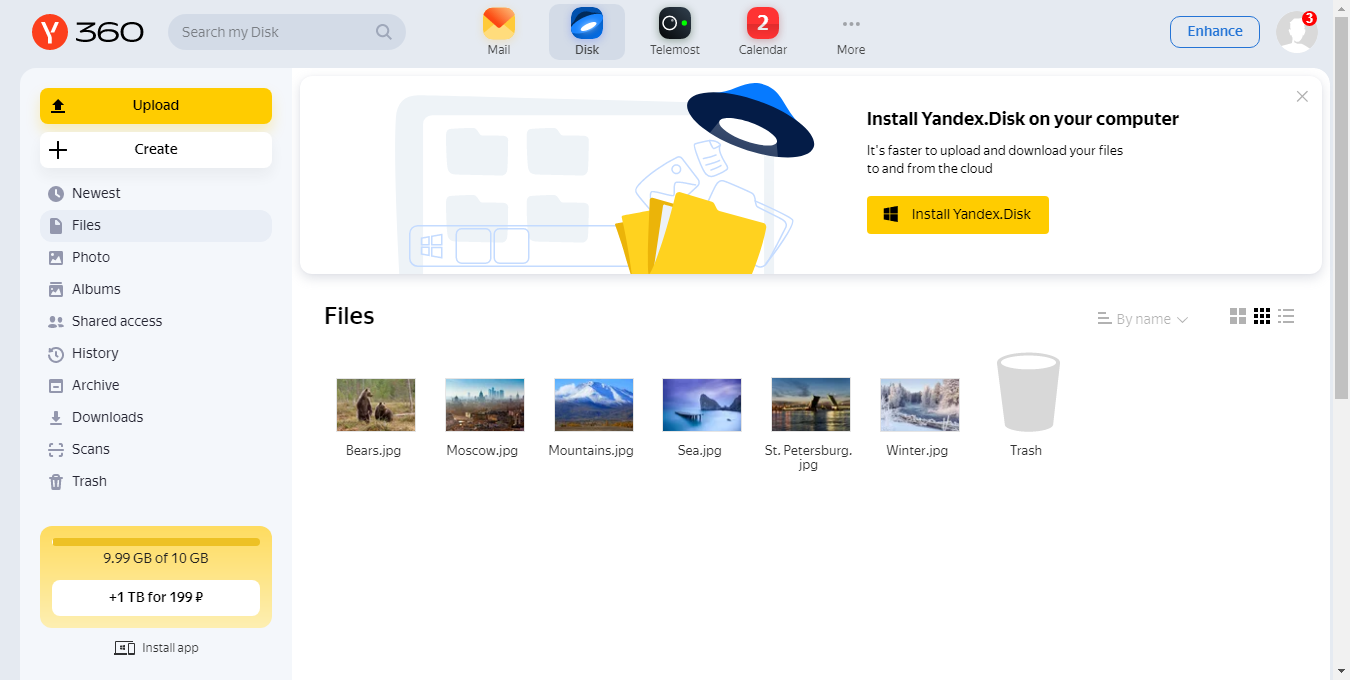 Y 360
Search my Disk
Mail
Disk
Telemost
2
Calendar
More
Enhance
3
Upload
Create
Newest
Files
Photo
Albums
Shared access
History
Archive
Downloads
Scans
Trash
9.99 GB of 10 GB
+1 TB for 199 ₽
Install app
Install Yandex.Disk on your computer
It's faster to upload and download your files
to and from the cloud
Install Yandex.Disk
Files
By name
Bears.jpg
Moscow.jpg
Mountains.jpg
Sea.jpg
St. Petersburg.
jpg
Winter.jpg
Trash